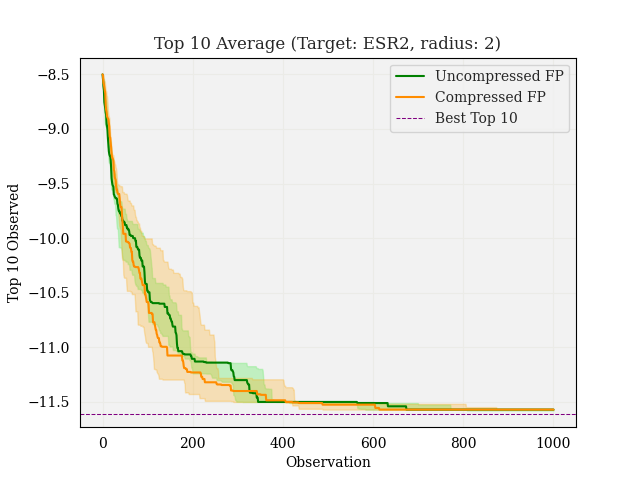 Top 10 Average (Target: ESR2, radius: 2)
Uncompressed FP
Compressed FP
Best Top 10
Top 10 Observed
−8.5
−9.0
−9.5
−10.0
−10.5
−11.0
−11.5
0 200 400 600 800 1000
Observation